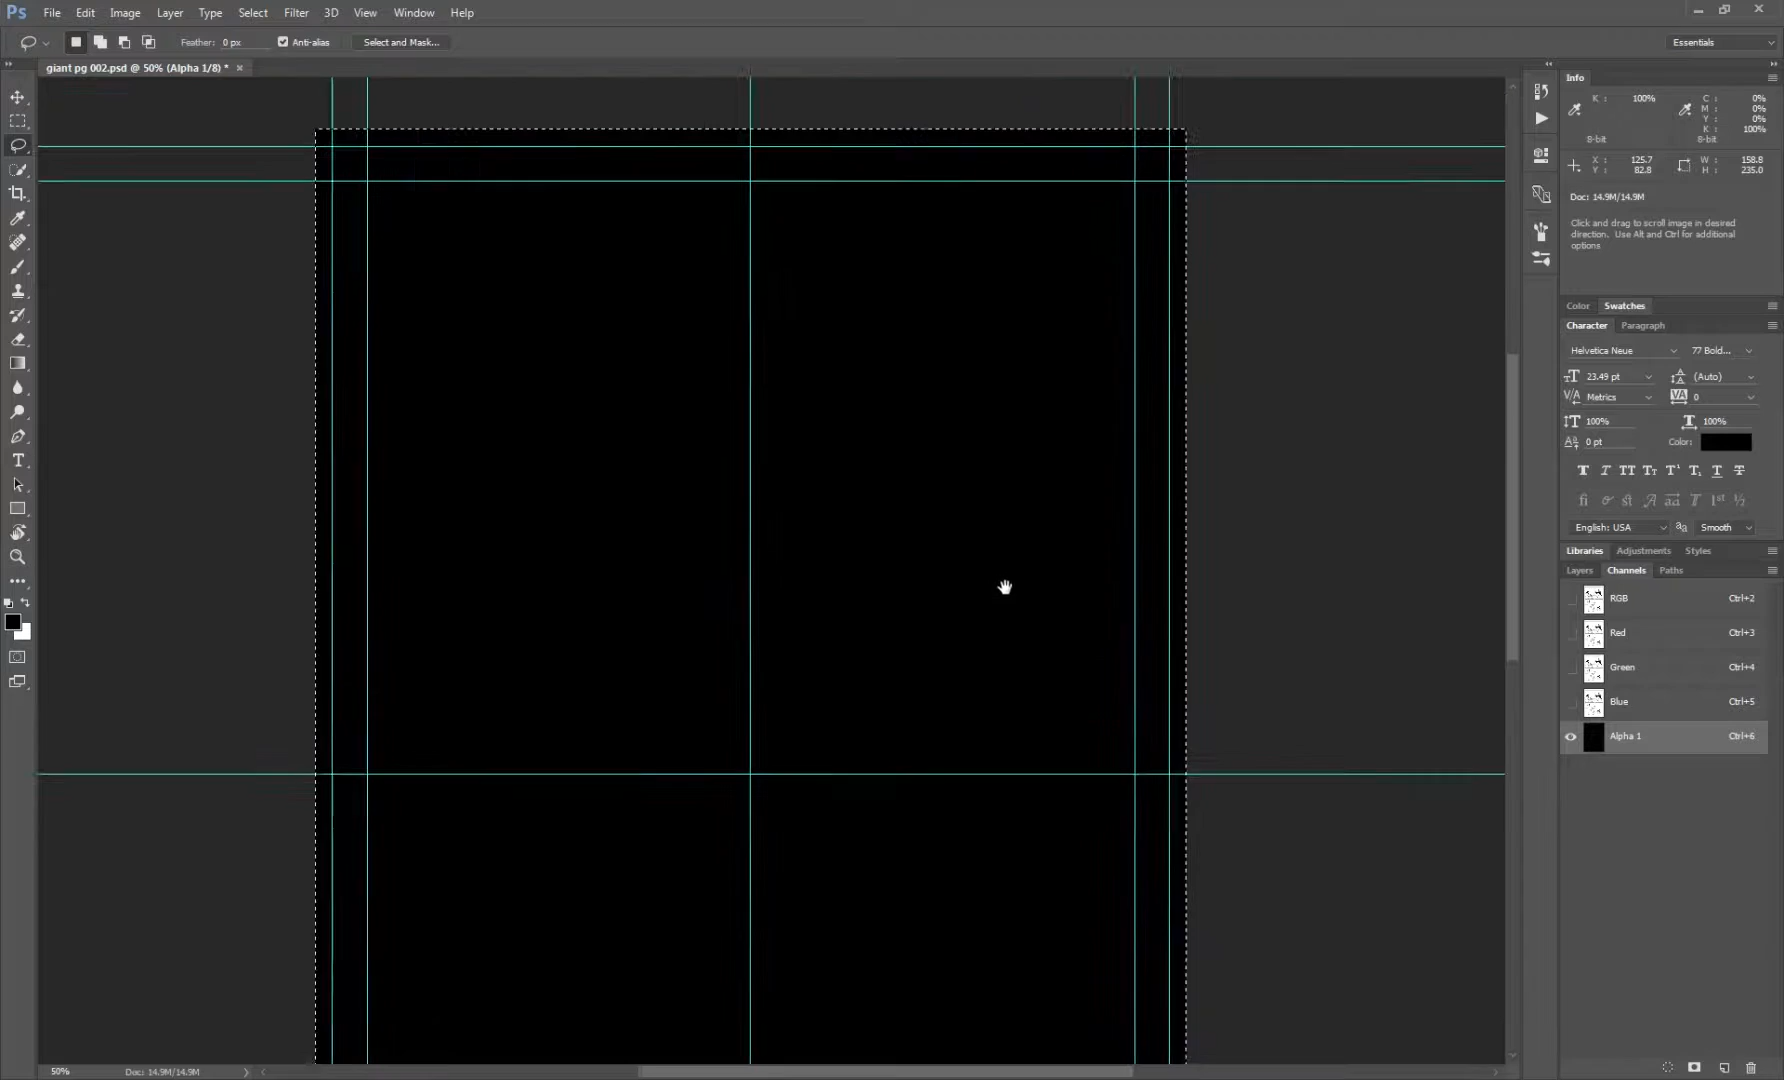 Ps File Edit Image Layer Type Select Filter 3D View Window Help
Feather: 0 px Anti-alias Select and Mask... Essentials
giant pg 002.psd @ 50% (Alpha 1/8) * ×
Info
K : 100% C : 0%
M : 0%
Y : 0%
K : 100%
8-bit 8-bit
X : 125.7 W : 158.8
Y : 82.8 H : 235.0
Doc: 14.9M/14.9M
Click and drag to scroll image in desired
direction. Use Alt and Ctrl for additional
options
Color Swatches
Character Paragraph
Helvetica Neue 77 Bold...
23.49 pt (Auto)
Metrics 0
100% 100%
0 pt Color:
English: USA Smooth
Libraries Adjustments Styles
Layers Channels Paths
RGB Ctrl+2
Red Ctrl+3
Green Ctrl+4
Blue Ctrl+5
Alpha 1 Ctrl+6
50% Doc: 14.9M/14.9M